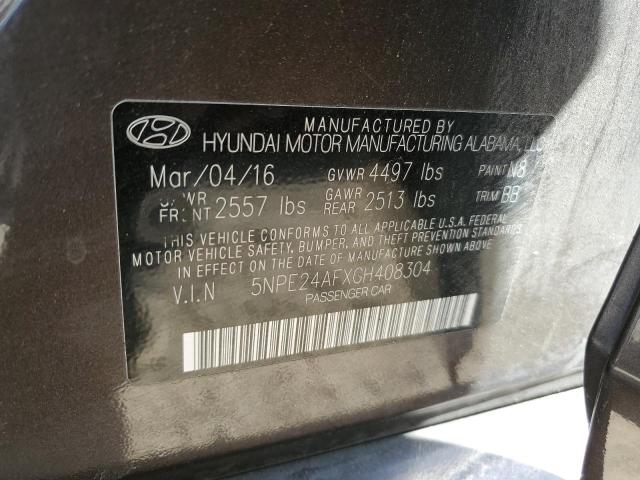 MANUFACTURED BY
HYUNDAI MOTOR MANUFACTURING ALABAMA, LLC
Mar/04/16 GVWR 4497 lbs PAINT N8
GAWR FRONT 2557 lbs GAWR REAR 2513 lbs TRIM BB
THIS VEHICLE CONFORMS TO ALL APPLICABLE U.S.A. FEDERAL
MOTOR VEHICLE SAFETY, BUMPER, AND THEFT PREVENTION STANDARDS
IN EFFECT ON THE DATE OF MANUFACTURE SHOWN ABOVE.
V.I.N 5NPE24AFXGH408304
PASSENGER CAR